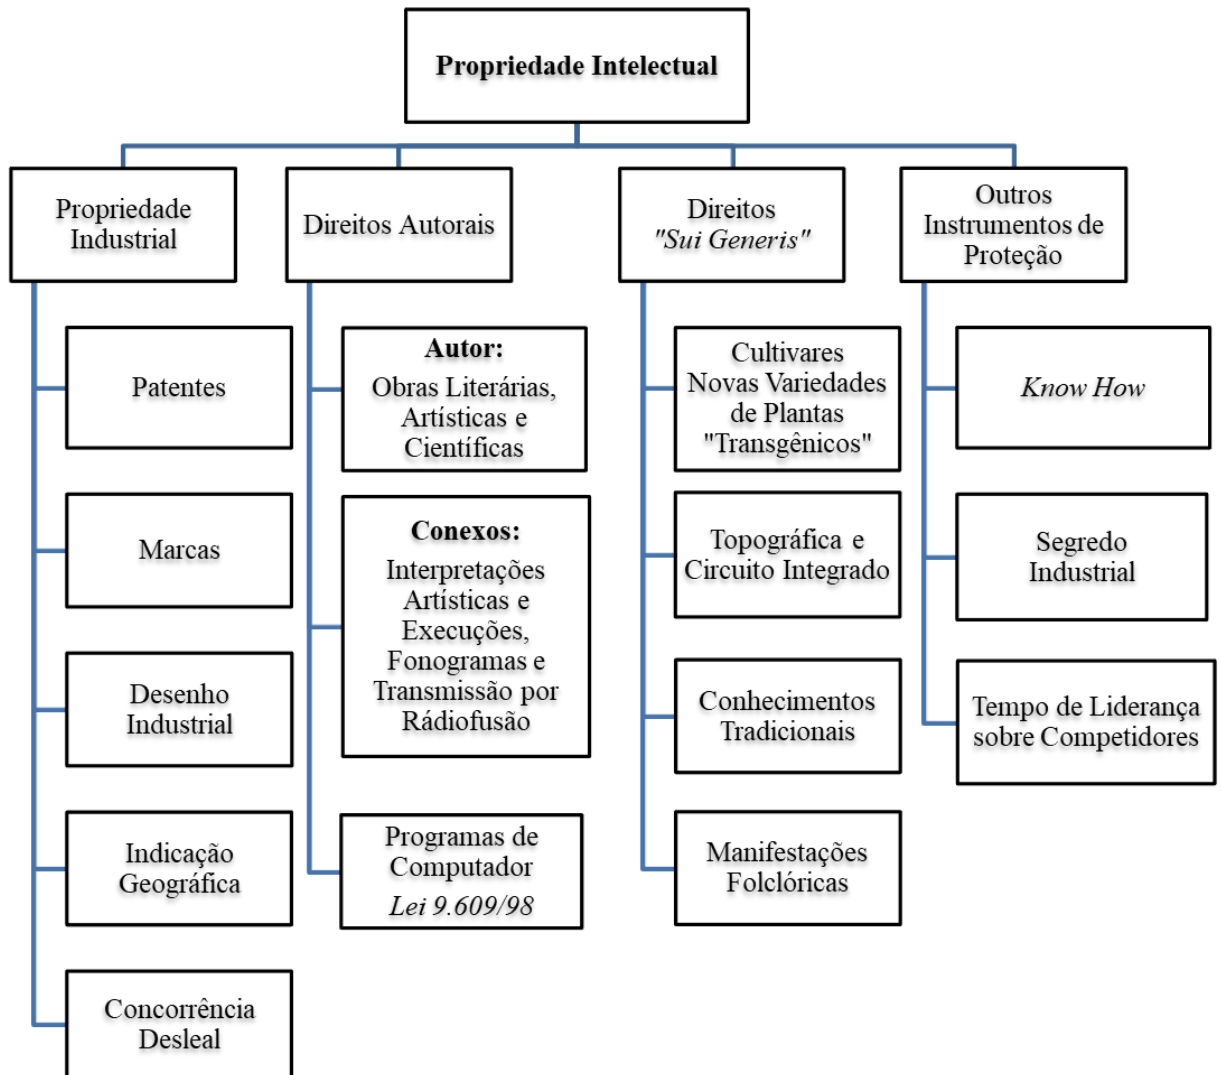 Propriedade Intelectual
Propriedade
Industrial
Direitos Autorais
Direitos
"Sui Generis"
Outros
Instrumentos de
Proteção
Patentes
Marcas
Desenho
Industrial
Indicação
Geográfica
Concorrência
Desleal
Autor:
Obras Literárias,
Artísticas e
Científicas
Conexos:
Interpretações
Artísticas e
Execuções,
Fonogramas e
Transmissão por
Rádiofusão
Programas de
Computador
Lei 9.609/98
Cultivares
Novas Variedades
de Plantas
"Transgênicos"
Topográfica e
Circuito Integrado
Conhecimentos
Tradicionais
Manifestações
Folclóricas
Know How
Segredo
Industrial
Tempo de Liderança
sobre Competidores